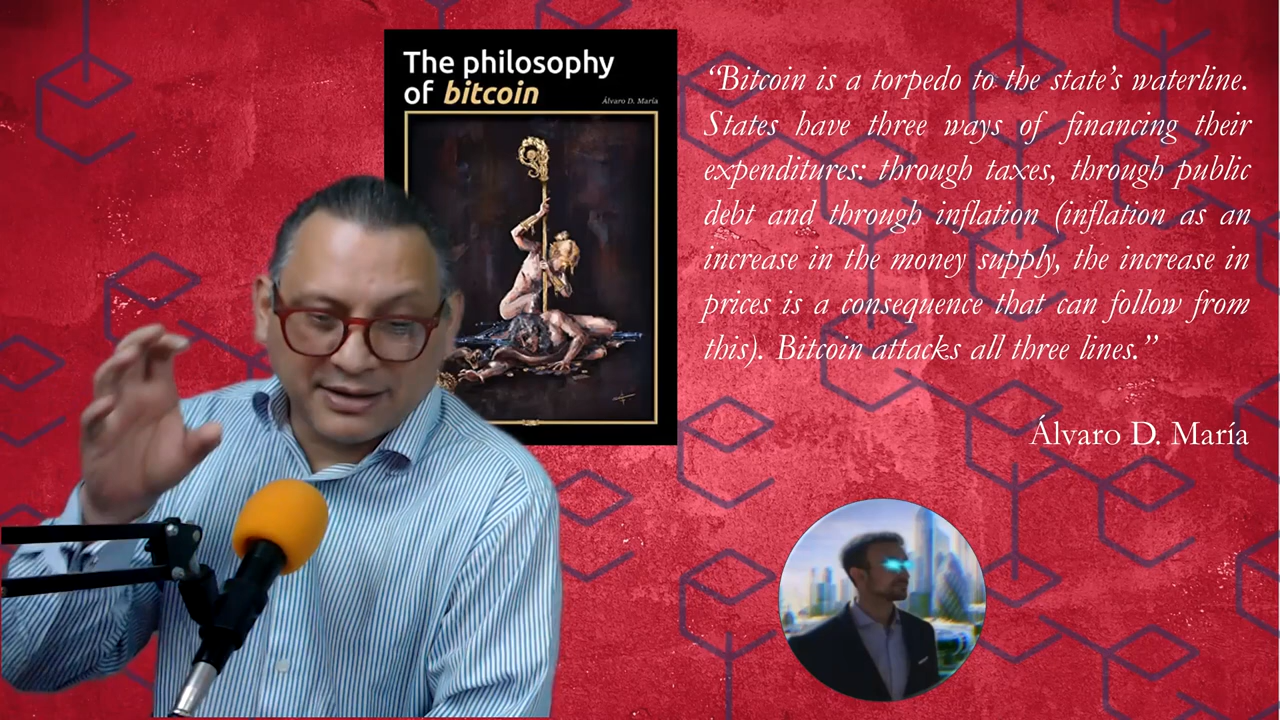 The philosophy
of bitcoin
Álvaro D. María
“Bitcoin is a torpedo to the state’s waterline.
States have three ways of financing their
expenditures: through taxes, through public
debt and through inflation (inflation as an
increase in the money supply, the increase in
prices is a consequence that can follow from
this). Bitcoin attacks all three lines.”
Álvaro D. María